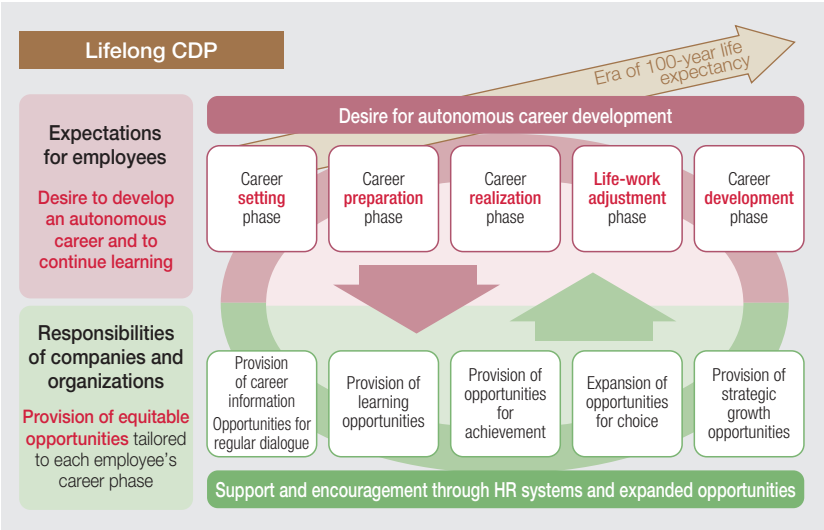 Lifelong CDP
Era of 100-year life
expectancy
Expectations
for employees
Desire to develop
an autonomous
career and to
continue learning
Desire for autonomous career development
Career
setting
phase
Career
preparation
phase
Career
realization
phase
Life-work
adjustment
phase
Career
development
phase
Responsibilities
of companies and
organizations
Provision of equitable
opportunities tailored
to each employee's
career phase
Provision
of career
information
Opportunities for
regular dialogue
Provision of
learning
opportunities
Provision of
opportunities
for
achievement
Expansion of
opportunities
for choice
Provision of
strategic
growth
opportunities
Support and encouragement through HR systems and expanded opportunities